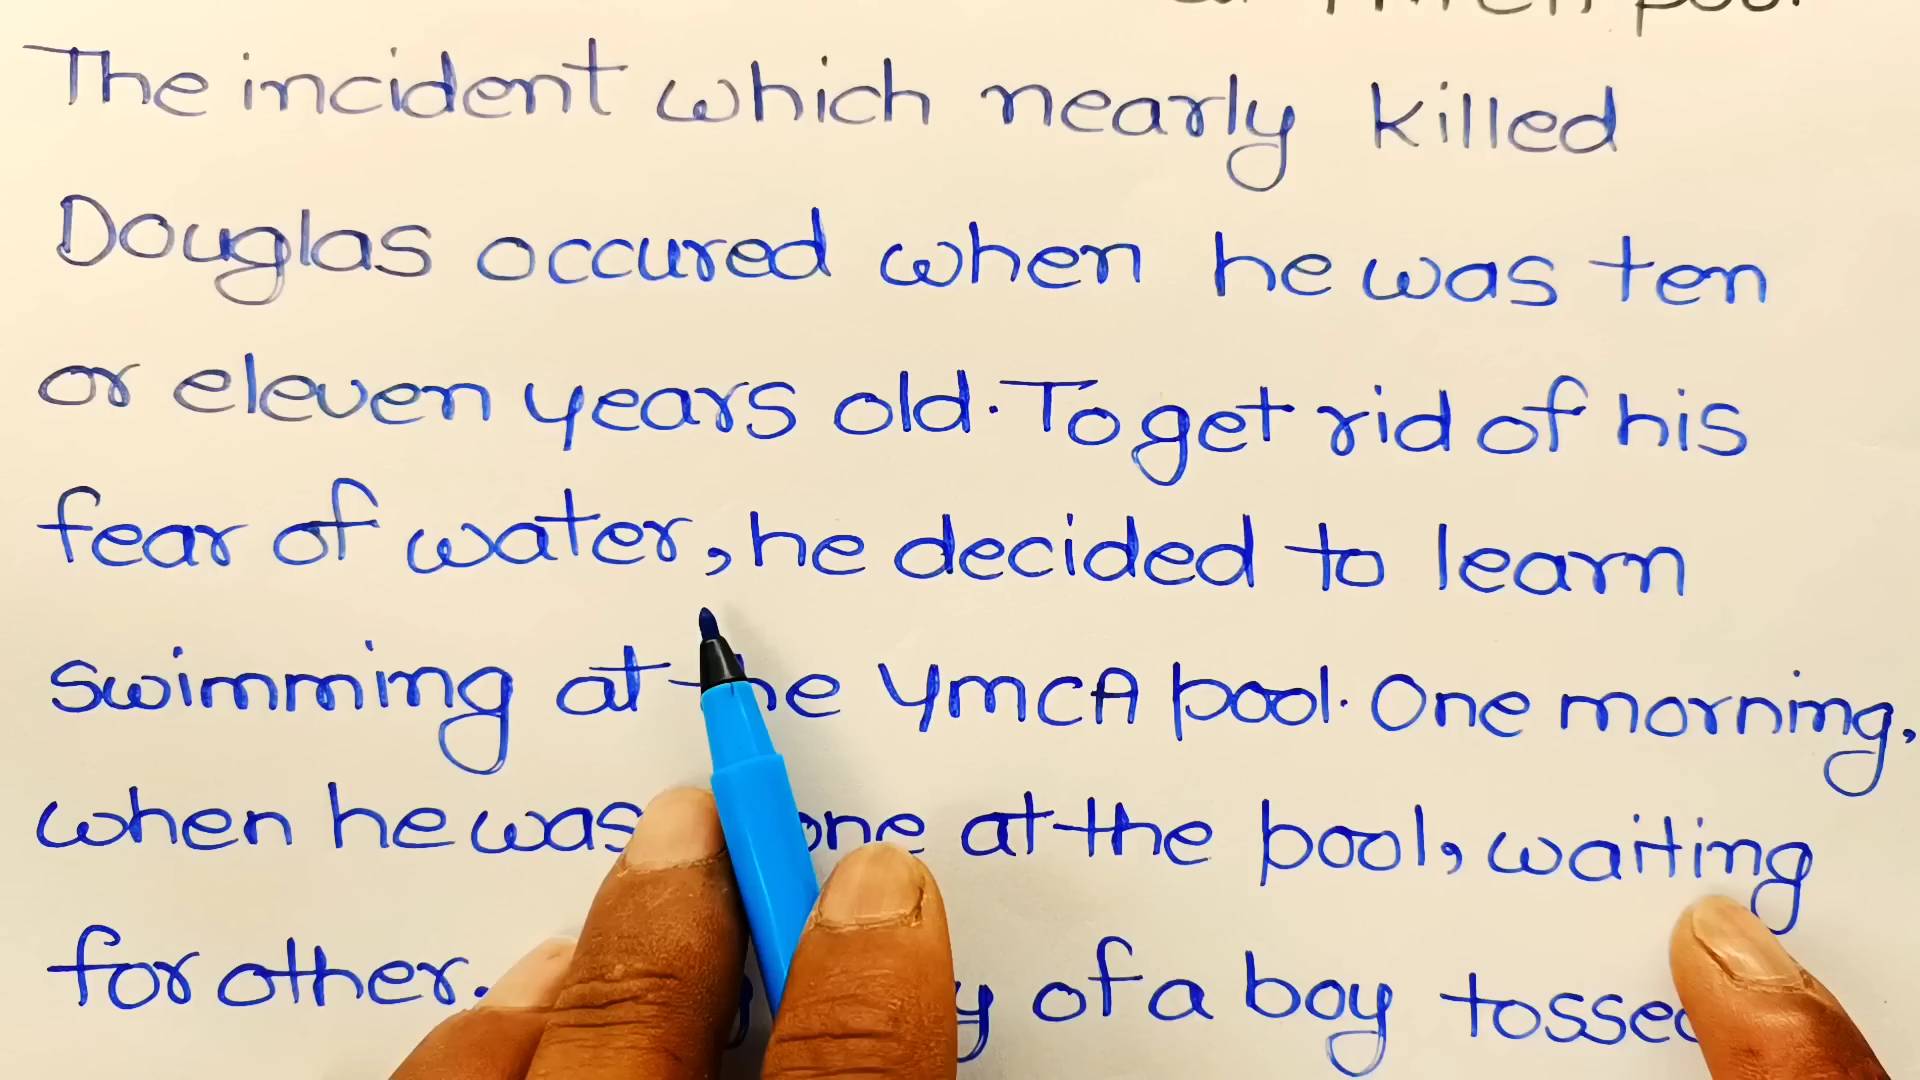 pool
The incident which nearly killed
Douglas occured when he was ten
or eleven years old. To get rid of his
fear of water, he decided to learn
swimming at the YMCA pool. One morning,
when he was at the pool, waiting
for other. of a boy